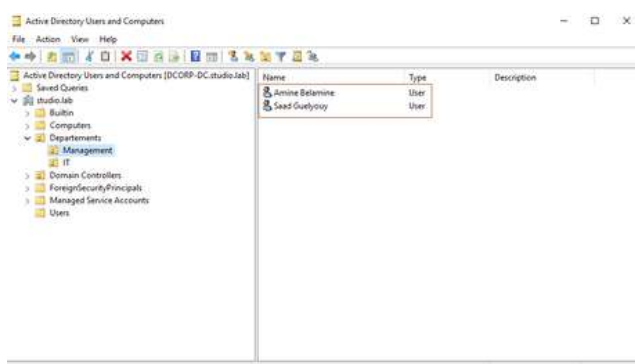 Active Directory Users and Computers
File Action View Help
Active Directory Users and Computers [DCORP-DC.studio.lab]
Saved Queries
studio.lab
Builtin
Computers
Departements
Management
IT
Domain Controllers
ForeignSecurityPrincipals
Managed Service Accounts
Users
Name Type Description
Amine Belamine User
Saad Guelyouy User